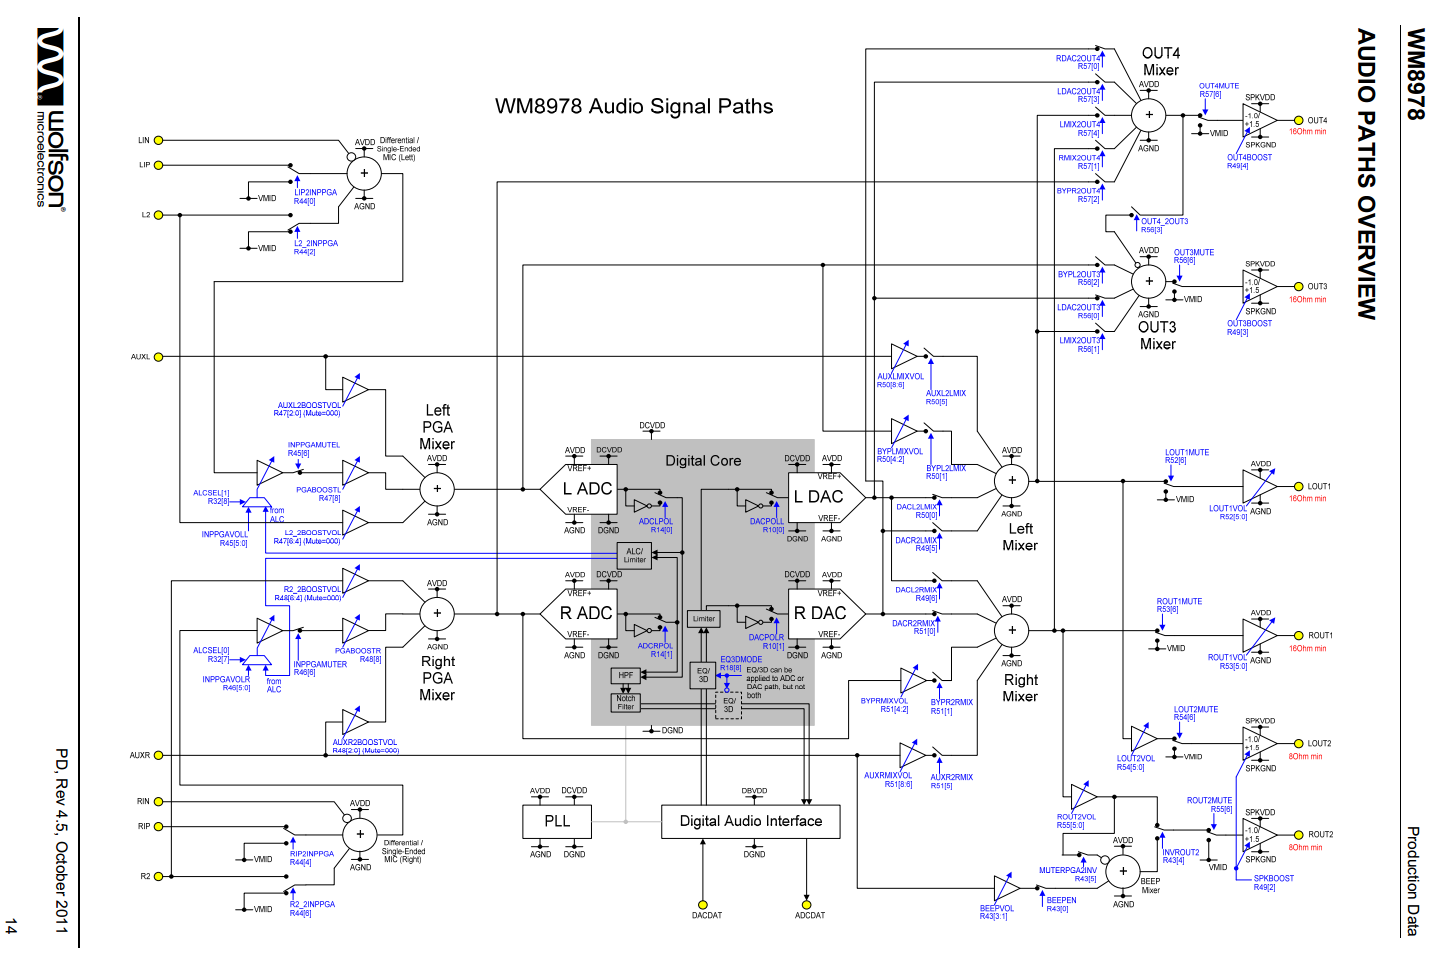 WM8978
AUDIO PATHS OVERVIEW
Production Data
wolfson
microelectronics
PD, Rev 4.5, October 2011
14
WM8978 Audio Signal Paths
LIN
LIP
L2
AUXL
AUXR
RIN
RIP
R2
AVDD
Differential /
Single-Ended
MIC (Left)
AGND
LIP2INPPGA
R44[0]
VMID
L2_2INPPGA
R44[2]
VMID
AUXL2BOOSTVOL
R47[2:0] (Mute=000)
Left
PGA
Mixer
AVDD
AGND
INPPGAMUTEL
R45[6]
PGABOOSTL
R47[8]
ALCSEL[1]
R32[8]
from
ALC
INPPGAVOLL
R45[5:0]
L2_2BOOSTVOL
R47[6:4] (Mute=000)
R2_2BOOSTVOL
R48[6:4] (Mute=000)
AVDD
AGND
PGABOOSTR
R48[8]
ALCSEL[0]
R32[7]
INPPGAMUTER
R46[6]
INPPGAVOLR
R46[5:0]
from
ALC
Right
PGA
Mixer
AUXR2BOOSTVOL
R48[2:0] (Mute=000)
AVDD
Differential /
Single-Ended
MIC (Right)
AGND
RIP2INPPGA
R44[4]
VMID
R2_2INPPGA
R44[6]
VMID
DCVDD
Digital Core
AVDD
DCVDD
VREF+
L ADC
VREF-
AGND
DGND
ADCLPOL
R14[0]
ALC/
Limiter
AVDD
DCVDD
VREF+
R ADC
VREF-
AGND
DGND
ADCRPOL
R14[1]
HPF
Notch
Filter
DGND
DCVDD
AVDD
VREF+
L DAC
VREF-
DGND
AGND
DACPOLL
R10[0]
DCVDD
AVDD
VREF+
R DAC
VREF-
DGND
AGND
DACPOLR
R10[1]
Limiter
EQ/
3D
EQ3DMODE
R18[8]
EQ/3D can be
applied to ADC or
DAC path, but not
both
EQ/
3D
AVDD
DCVDD
PLL
AGND
DGND
DBVDD
Digital Audio Interface
DGND
DACDAT
ADCDAT
AUXLMIXVOL
R50[8:6]
AUXL2LMIX
R50[5]
BYPLMIXVOL
R50[4:2]
BYPL2LMIX
R50[1]
DACL2LMIX
R50[0]
DACR2LMIX
R49[5]
AVDD
AGND
Left
Mixer
DACL2RMIX
R49[6]
DACR2RMIX
R51[0]
AVDD
AGND
Right
Mixer
BYPRMIXVOL
R51[4:2]
BYPR2RMIX
R51[1]
AUXRMIXVOL
R51[8:6]
AUXR2RMIX
R51[5]
RDAC2OUT4
R57[0]
LDAC2OUT4
R57[3]
LMIX2OUT4
R57[4]
RMIX2OUT4
R57[1]
BYPR2OUT4
R57[2]
OUT4
Mixer
AVDD
AGND
OUT4MUTE
R57[6]
VMID
SPKVDD
-1.0/
+1.5
SPKGND
OUT4BOOST
R49[4]
OUT4
16Ohm min
OUT4_2OUT3
R56[3]
BYPL2OUT3
R56[2]
LDAC2OUT3
R56[0]
LMIX2OUT3
R56[1]
AVDD
AGND
OUT3
Mixer
OUT3MUTE
R56[6]
VMID
SPKVDD
-1.0/
+1.5
SPKGND
OUT3BOOST
R49[3]
OUT3
16Ohm min
LOUT1MUTE
R52[6]
VMID
AVDD
LOUT1VOL
R52[5:0]
AGND
LOUT1
16Ohm min
ROUT1MUTE
R53[6]
VMID
AVDD
ROUT1VOL
R53[5:0]
AGND
ROUT1
16Ohm min
LOUT2MUTE
R54[6]
LOUT2VOL
R54[5:0]
VMID
SPKVDD
-1.0/
+1.5
SPKGND
LOUT2
8Ohm min
ROUT2VOL
R55[5:0]
ROUT2MUTE
R55[6]
VMID
SPKVDD
-1.0/
+1.5
SPKGND
ROUT2
8Ohm min
SPKBOOST
R49[2]
INVROUT2
R43[4]
MUTERPGA2INV
R43[5]
AVDD
AGND
BEEP
Mixer
BEEPVOL
R43[3:1]
BEEPEN
R43[0]